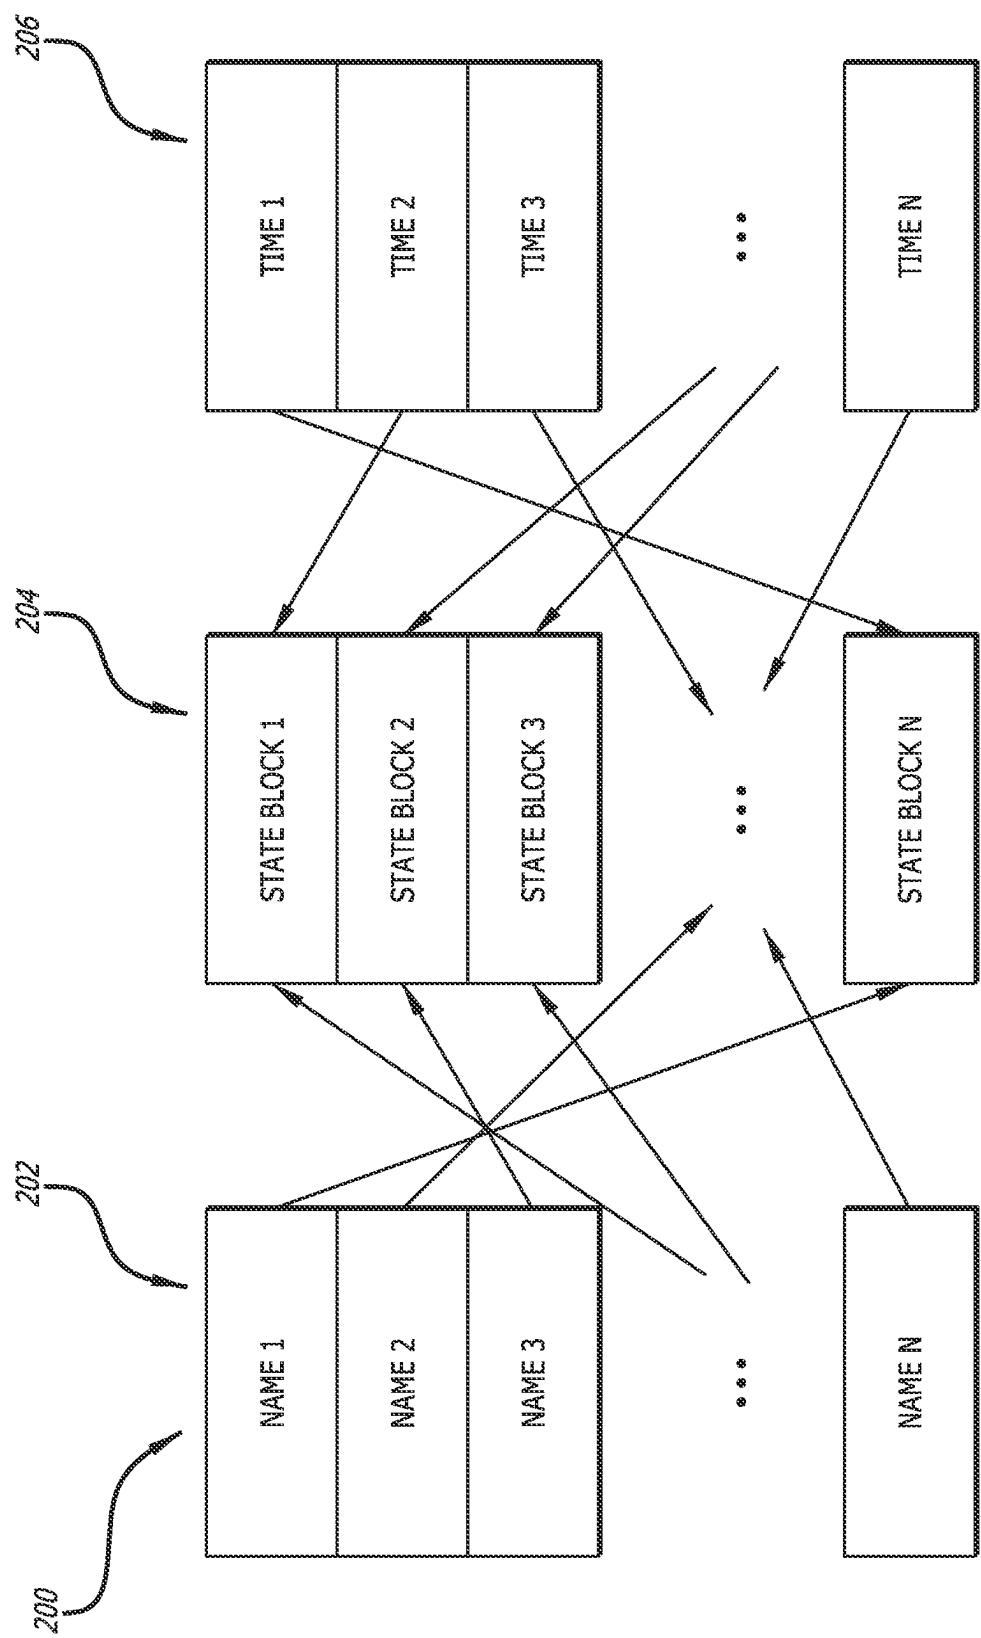 200
202
204
206
NAME 1
NAME 2
NAME 3
NAME N
STATE BLOCK 1
STATE BLOCK 2
STATE BLOCK 3
STATE BLOCK N
TIME 1
TIME 2
TIME 3
TIME N